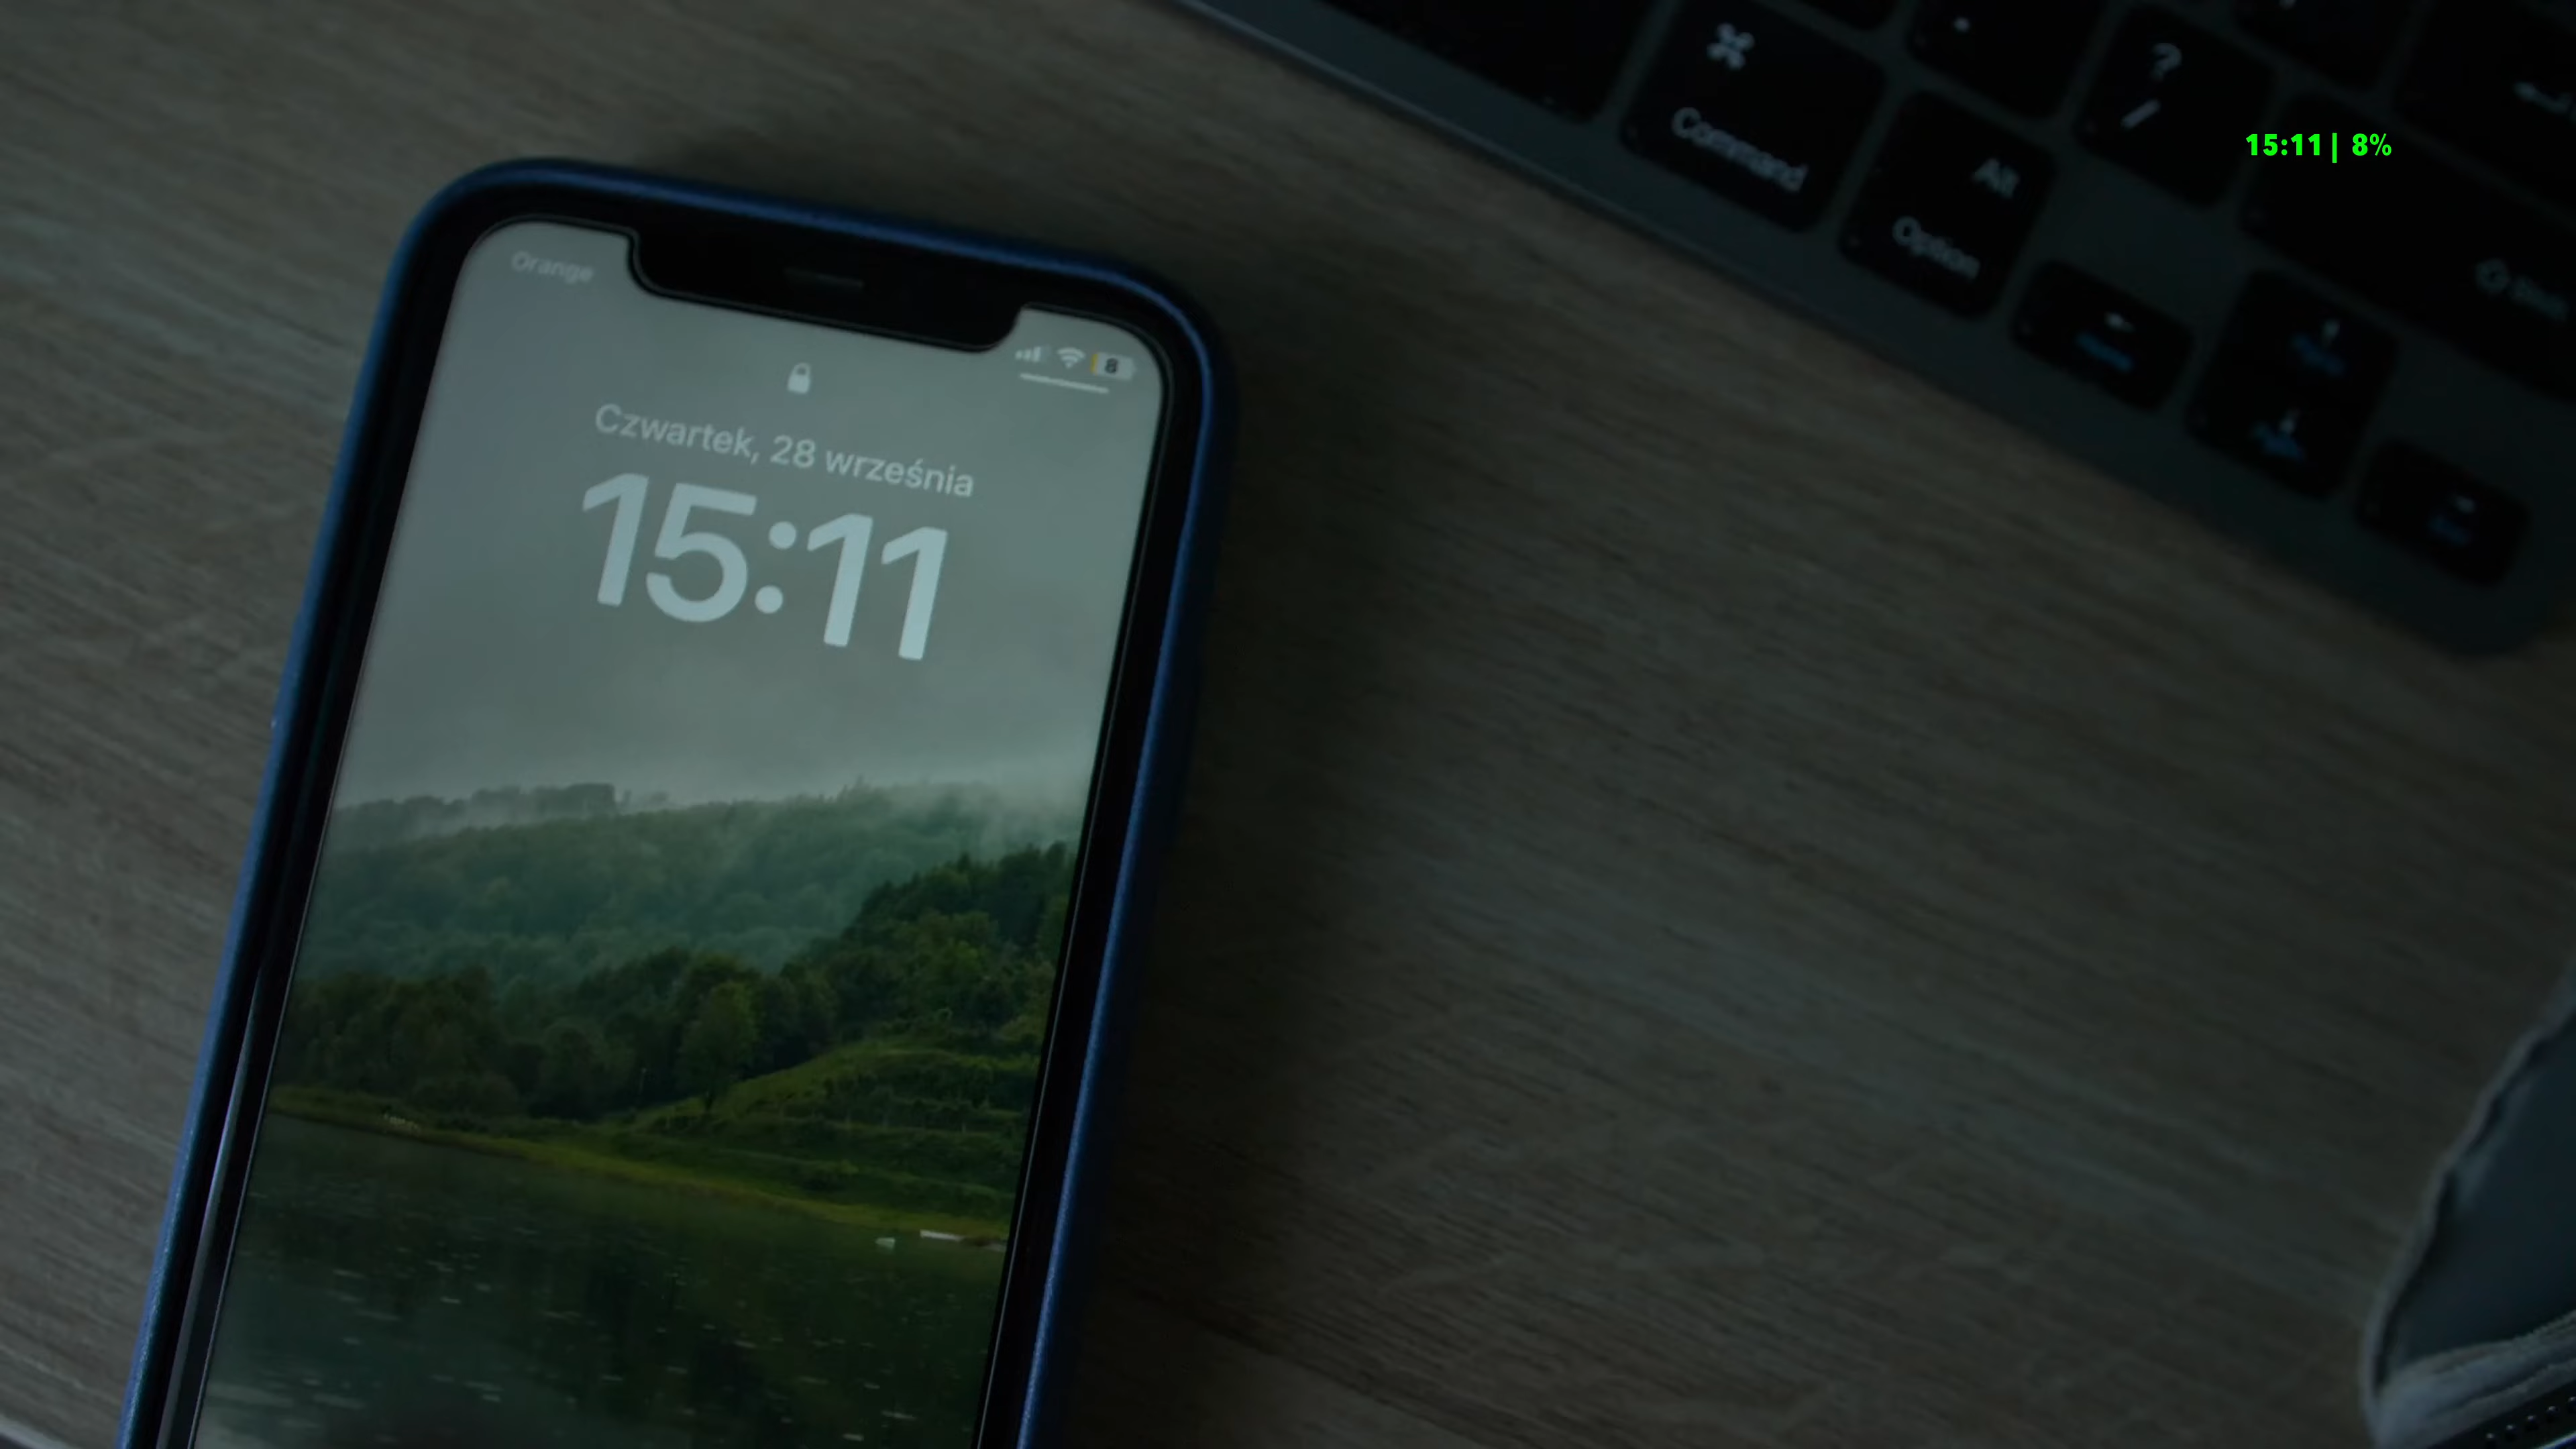 Orange
8
Czwartek, 28 września
15:11
⌘
Command
Alt
Option
?
/
15:11 | 8%